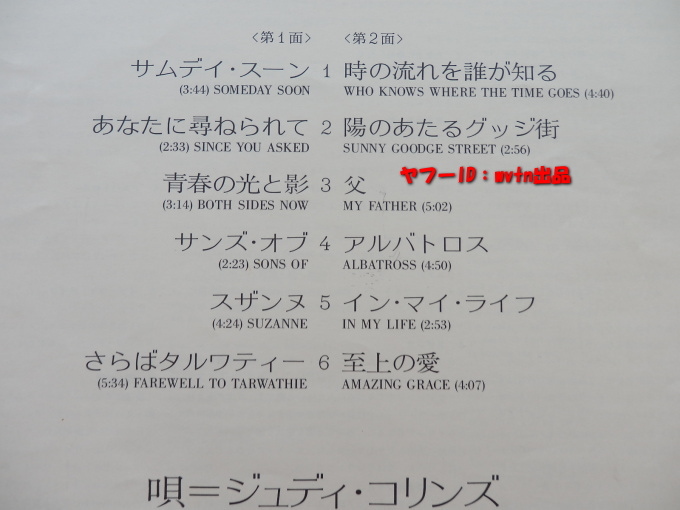 〈第1面〉
サムデイ・スーン 1
(3:44) SOMEDAY SOON
あなたに尋ねられて 2
(2:33) SINCE YOU ASKED
青春の光と影 3
(3:14) BOTH SIDES NOW
サンズ・オブ 4
(2:23) SONS OF
スザンヌ 5
(4:24) SUZANNE
さらばタルワティー 6
(5:34) FAREWELL TO TARWATHIE
〈第2面〉
時の流れを誰が知る
WHO KNOWS WHERE THE TIME GOES (4:40)
陽のあたるグッジ街
SUNNY GOODGE STREET (2:56)
父
MY FATHER (5:02)
アルバトロス
ALBATROSS (4:50)
イン・マイ・ライフ
IN MY LIFE (2:53)
至上の愛
AMAZING GRACE (4:07)
ヤフーID：mvtn出品
唄＝ジュディ・コリンズ